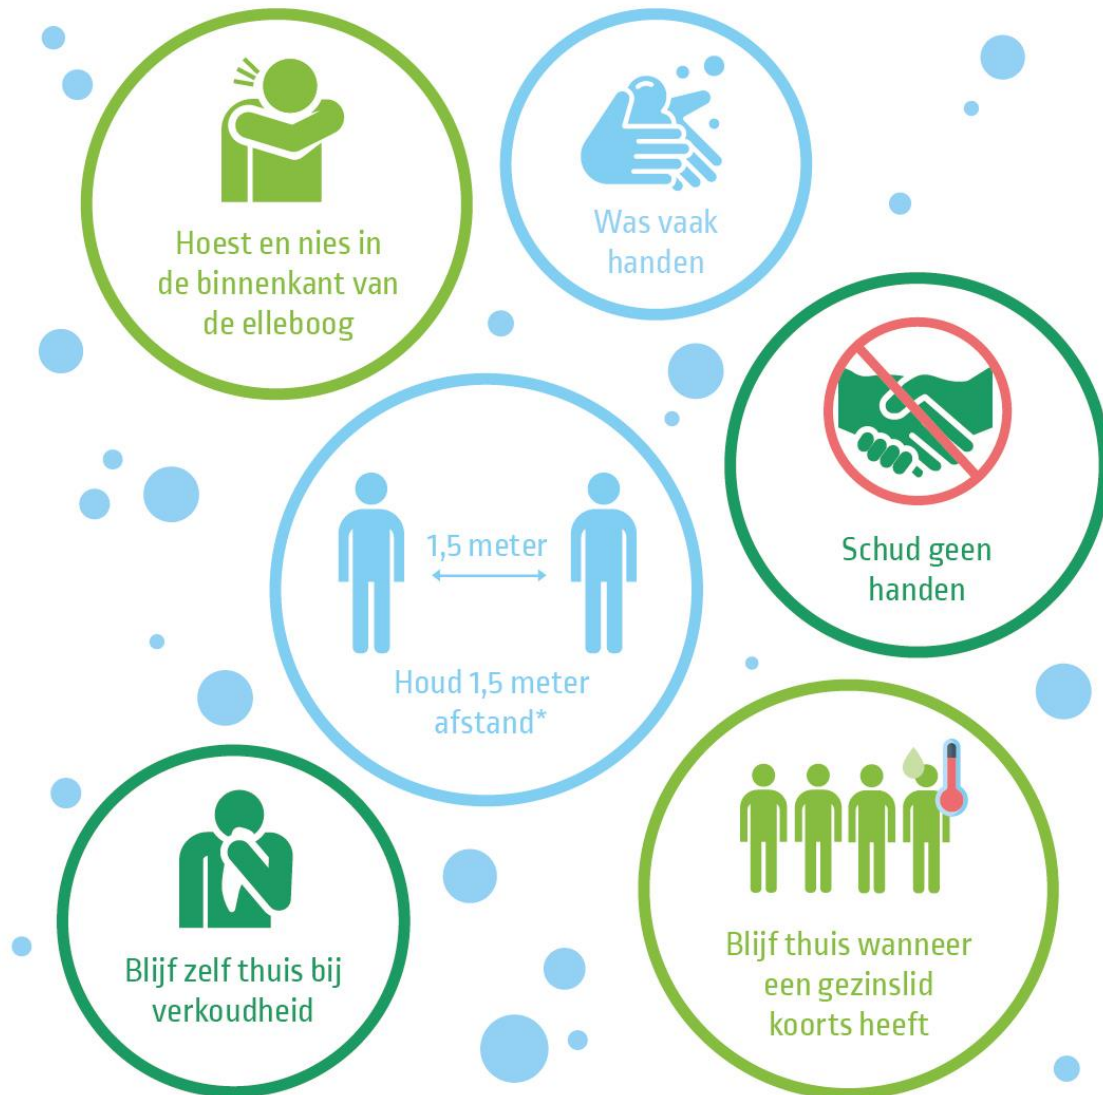 Hoest en nies in
de binnenkant van
de elleboog
Was vaak
handen
Schud geen
handen
1,5 meter
Houd 1,5 meter
afstand*
Blijf zelf thuis bij
verkoudheid
Blijf thuis wanneer
een gezinslid
koorts heeft